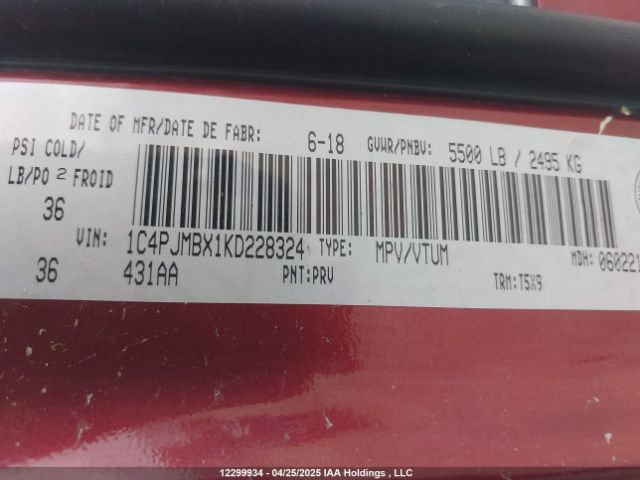 DATE OF MFR/DATE DE FABR: 6-18 GVWR/PNBV: 5500 LB / 2495 KG
PSI COLD/
LB/PO 2 FROID
36
VIN: 1C4PJMBX1KD228324 TYPE: MPV/VTUM MDH: 060221
36 431AA PNT:PRV TRM:T5X9
12299934 - 04/25/2025 IAA Holdings , LLC